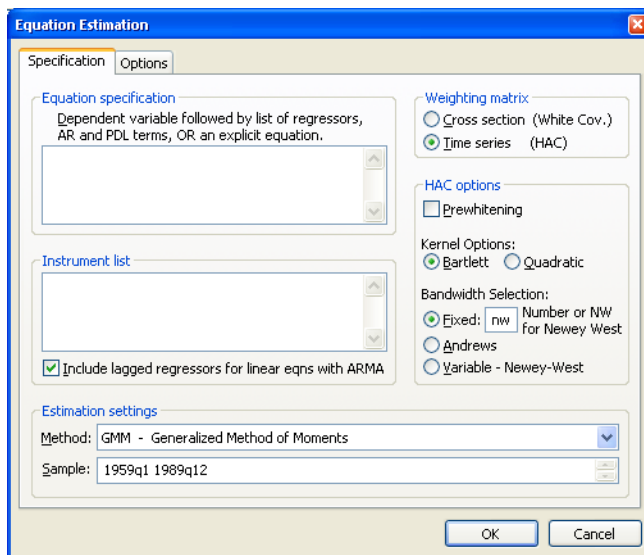 Equation Estimation
Specification
Options
Equation specification
Dependent variable followed by list of regressors,
AR and PDL terms, OR an explicit equation.
Instrument list
Include lagged regressors for linear eqns with ARMA
Weighting matrix
Cross section (White Cov.)
Time series (HAC)
HAC options
Prewhitening
Kernel Options:
Bartlett
Quadratic
Bandwidth Selection:
Fixed: nw Number or NW
for Newey West
Andrews
Variable - Newey-West
Estimation settings
Method: GMM - Generalized Method of Moments
Sample: 1959q1 1989q12
OK
Cancel